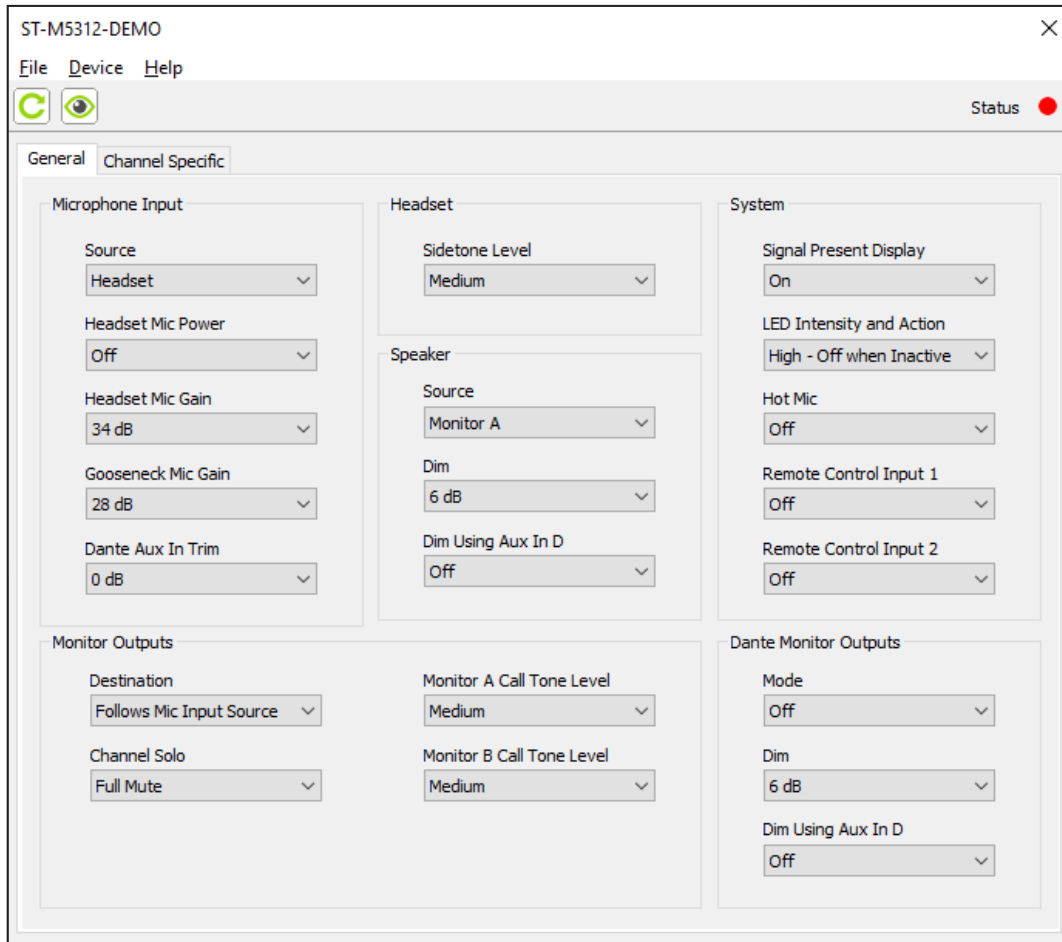 ST-M5312-DEMO
File Device Help
Status
General Channel Specific
Microphone Input
Source
Headset
Headset Mic Power
Off
Headset Mic Gain
34 dB
Gooseneck Mic Gain
28 dB
Dante Aux In Trim
0 dB
Headset
Sidetone Level
Medium
Speaker
Source
Monitor A
Dim
6 dB
Dim Using Aux In D
Off
System
Signal Present Display
On
LED Intensity and Action
High - Off when Inactive
Hot Mic
Off
Remote Control Input 1
Off
Remote Control Input 2
Off
Monitor Outputs
Destination
Follows Mic Input Source
Channel Solo
Full Mute
Monitor A Call Tone Level
Medium
Monitor B Call Tone Level
Medium
Dante Monitor Outputs
Mode
Off
Dim
6 dB
Dim Using Aux In D
Off